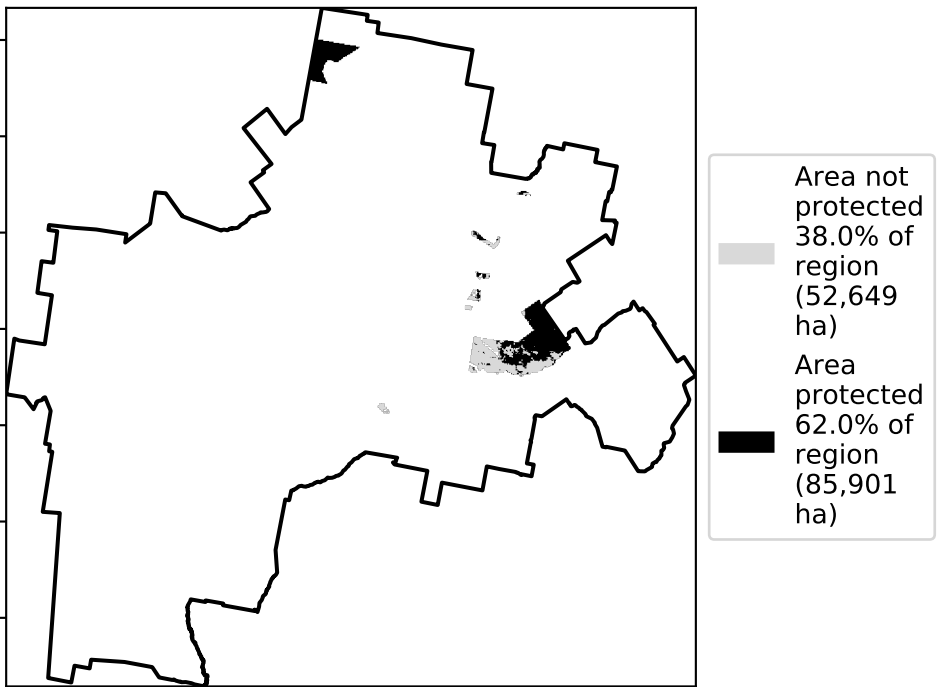 Area not
protected
38.0% of
region
(52,649
ha)
Area
protected
62.0% of
region
(85,901
ha)